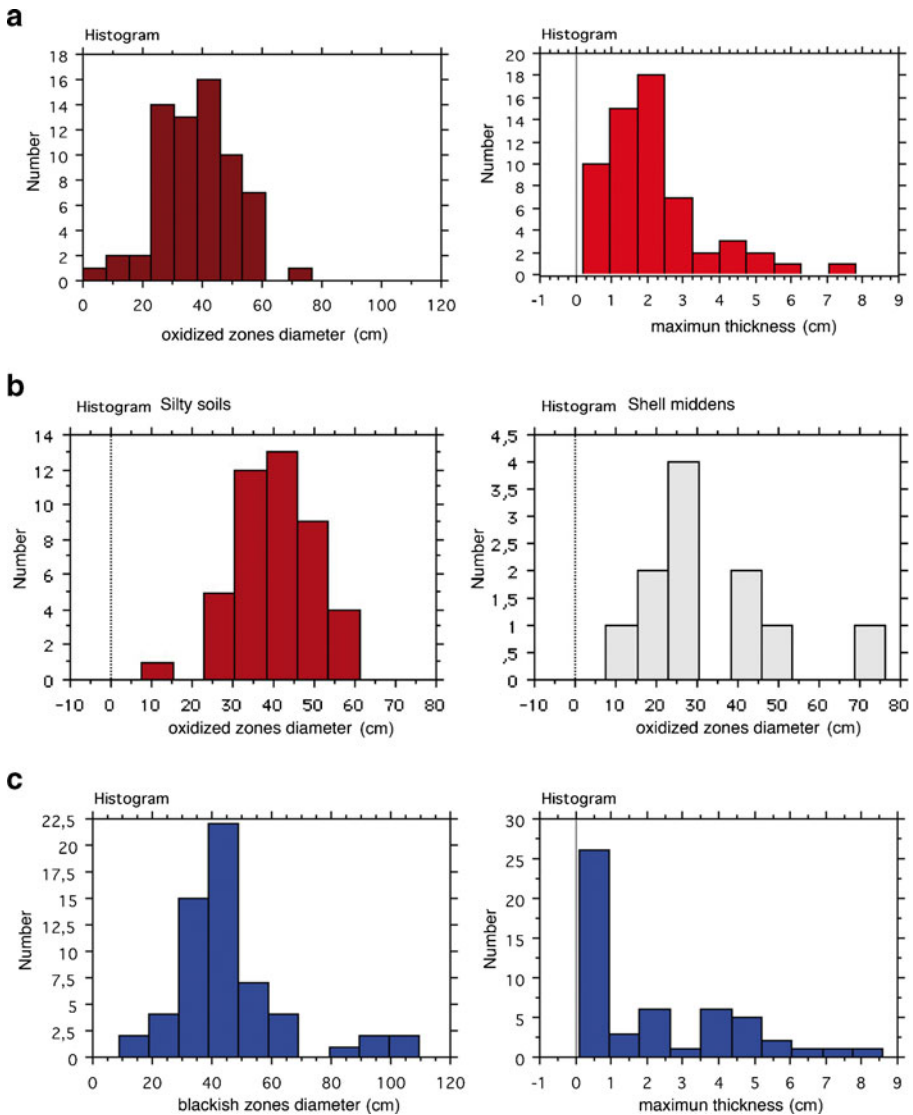 a
Histogram
18
16
14
12
10
8
6
4
2
0
Number
0 20 40 60 80 100 120
oxidized zones diameter (cm)
Histogram
20
18
16
14
12
10
8
6
4
2
0
Number
-1 0 1 2 3 4 5 6 7 8 9
maximun thickness (cm)
b
Histogram Silty soils
14
12
10
8
6
4
2
0
Number
-10 0 10 20 30 40 50 60 70 80
oxidized zones diameter (cm)
Histogram Shell middens
4,5
4
3,5
3
2,5
2
1,5
1
,5
0
Number
-10 0 10 20 30 40 50 60 70 80
oxidized zones diameter (cm)
c
Histogram
22,5
20
17,5
15
12,5
10
7,5
5
2,5
0
Number
0 20 40 60 80 100 120
blackish zones diameter (cm)
Histogram
30
25
20
15
10
5
0
Number
-1 0 1 2 3 4 5 6 7 8 9
maximun thickness (cm)